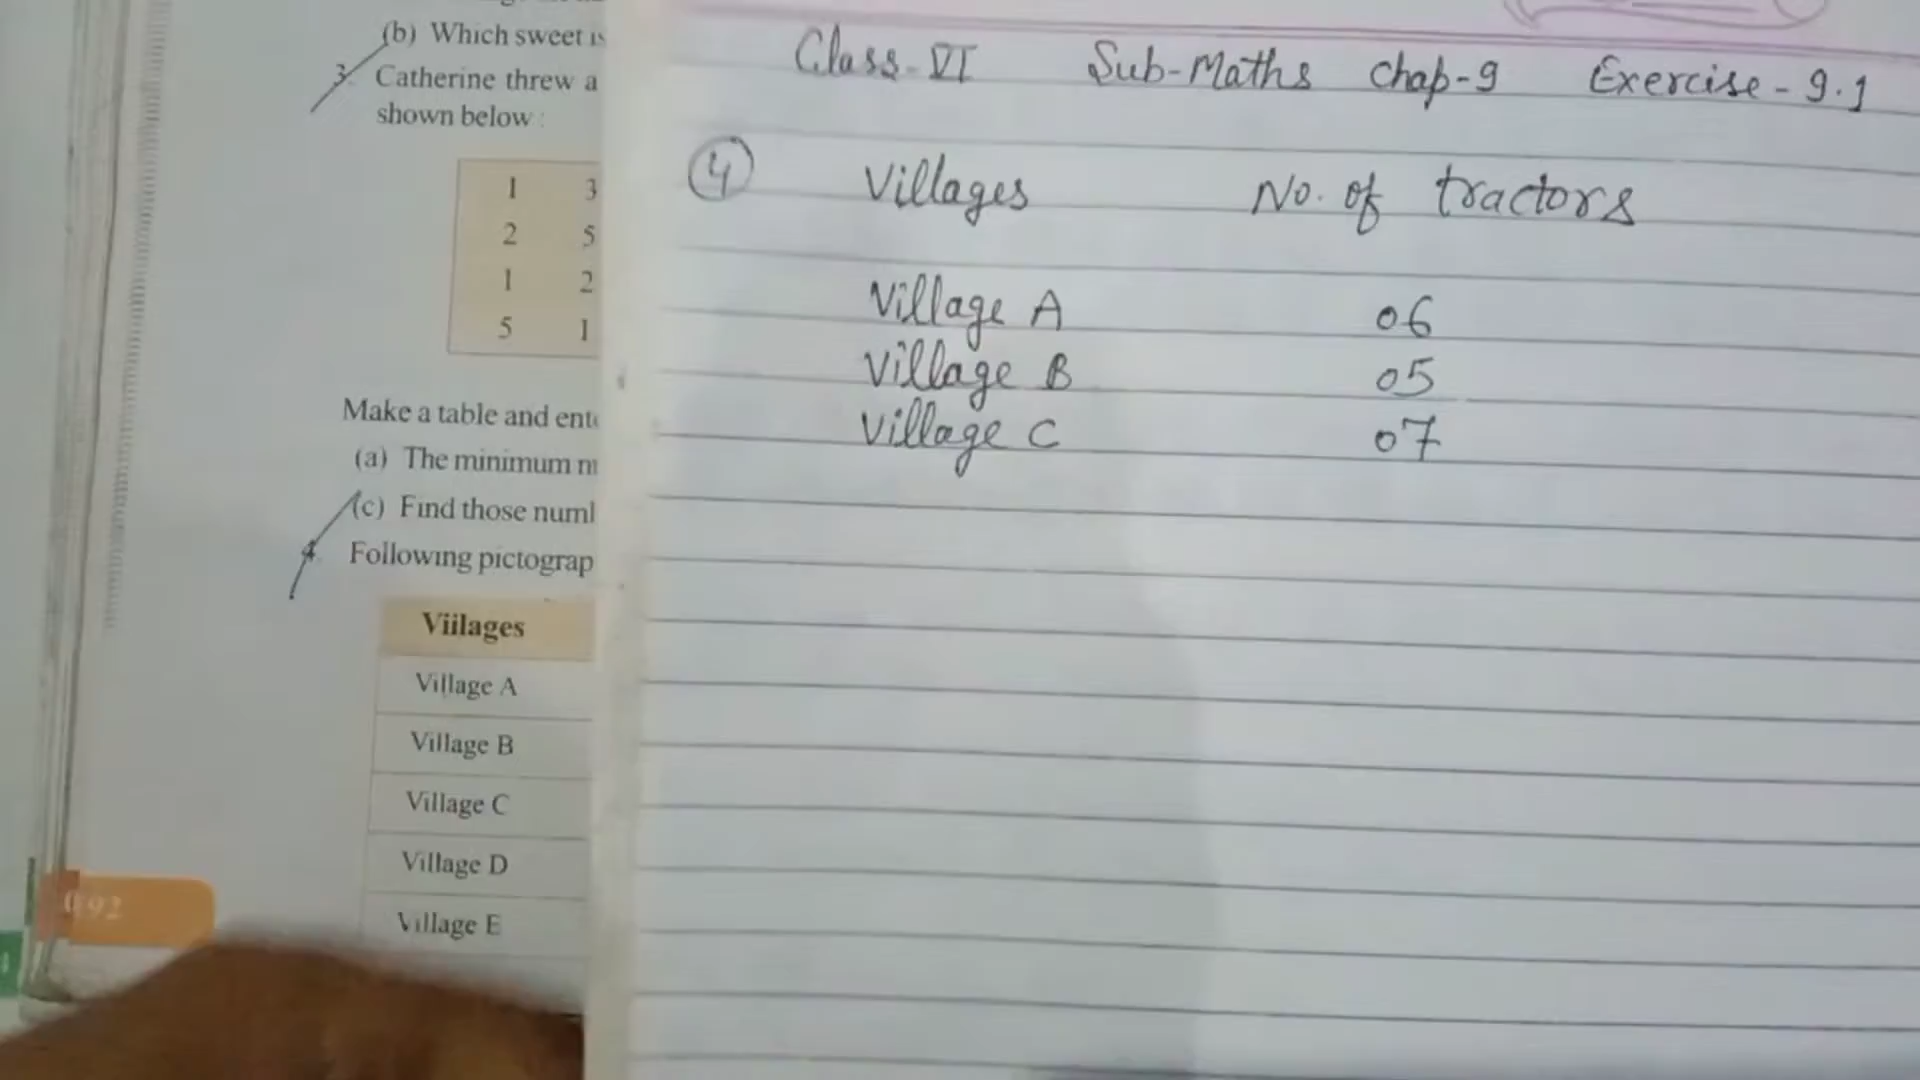 (b) Which sweet is
3. Catherine threw a
shown below :
1 3
2 5
1 2
5 1
Make a table and ent
(a) The minimum
(c) Find those
4. Following
Viilages
Village A
Village B
Village C
Village D
Village E
92
Class-VI Sub-Maths Chap-9 Exercise-9.1
4 Villages No. of tractors
Village A 06
Village B 05
Village C 07